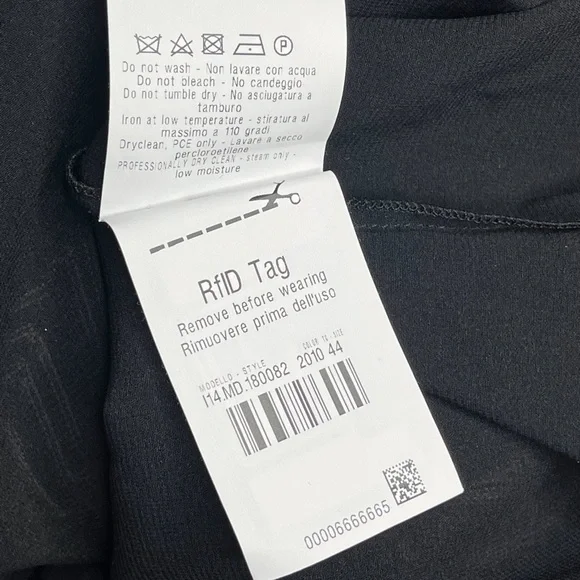 Do not wash - Non lavare con acqua
Do not bleach - No candeggio
Do not tumble dry - No asciugatura a
tamburo
Iron at low temperature - stiratura al
massimo a 110 gradi
Dryclean, PCE only - Lavare a secco
percloroetilene
PROFESSIONALLY DRY CLEAN - steam only -
low moisture
RfID Tag
Remove before wearing
Rimuovere prima dell'uso
MODELLO - STYLE COLOR SIZE
I14.MD.180082 2010 44
00006666665